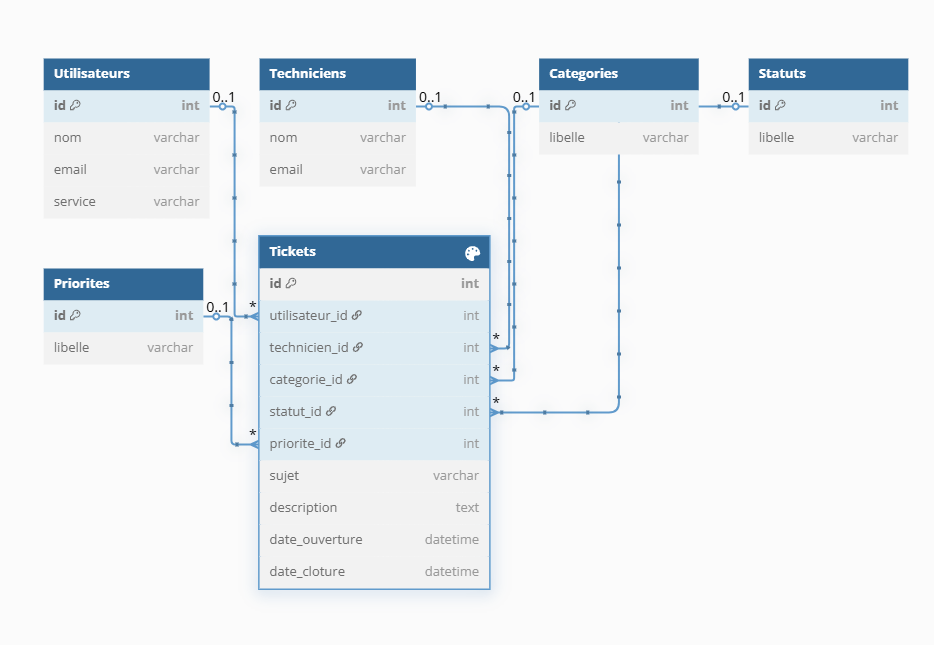 Utilisateurs
id int
nom varchar
email varchar
service varchar
0..1
Techniciens
id int
nom varchar
email varchar
0..1
Categories
id int
libelle varchar
0..1
Statuts
id int
libelle varchar
0..1
Priorites
id int
libelle varchar
0..1
Tickets
id int
* utilisateur_id int
technicien_id int *
categorie_id int *
statut_id int *
* priorite_id int
sujet varchar
description text
date_ouverture datetime
date_cloture datetime